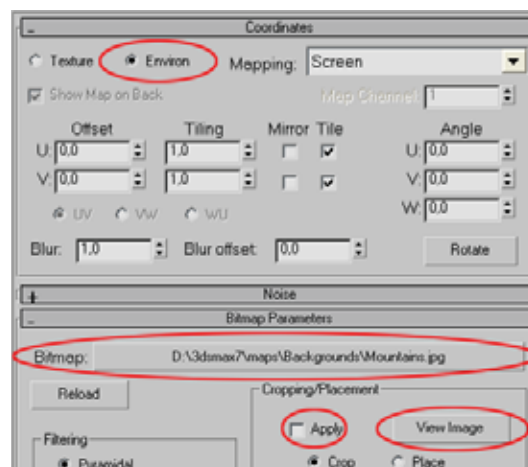 - Coordinates
Texture Environ Mapping: Screen
Show Map on Back Map Channel: 1
Offset Tiling Mirror Tile Angle
U: 0,0 1,0 U: 0,0
V: 0,0 1,0 V: 0,0
W: 0,0
UV VW WU
Blur: 1,0 Blur offset: 0,0 Rotate
+ Noise
- Bitmap Parameters
Bitmap: D:\3dsmax7\maps\Backgrounds\Mountains.jpg
Reload Cropping/Placement
Apply View Image
Filtering
Pyramidal Crop Place